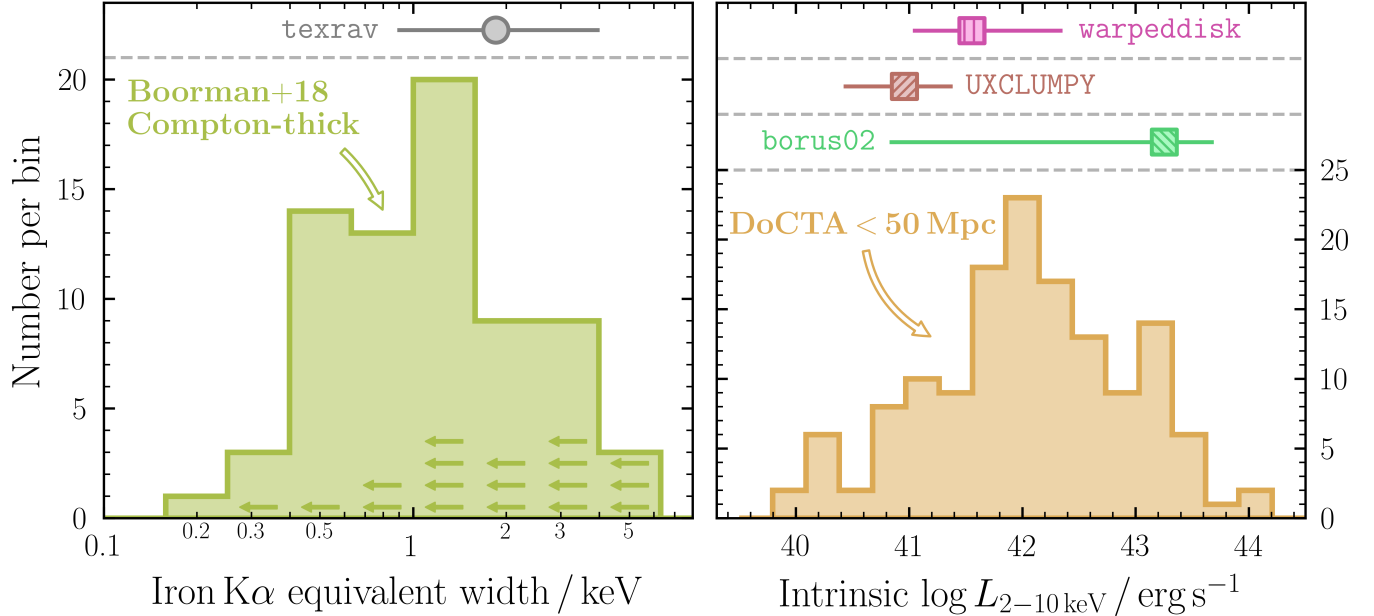 texrav
Boorman+18
Compton-thick
20
15
10
5
0
Number per bin
0.1
0.2
0.3
0.5
1
2
3
5
Iron Kα equivalent width / keV
warpeddisk
UXCLUMPY
borus02
DoCTA < 50 Mpc
25
20
15
10
5
0
40
41
42
43
44
Intrinsic log L₂₋₁₀ keV / erg s⁻¹